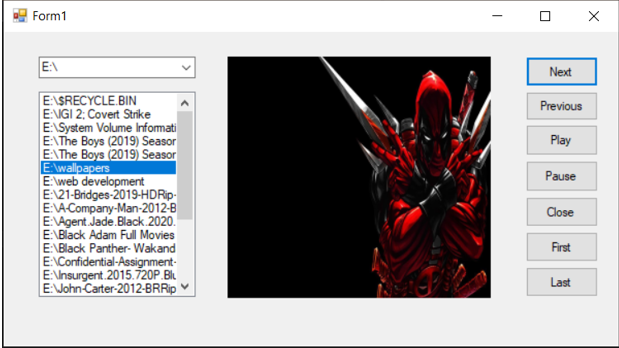 Form1
E:\
E:\$RECYCLE.BIN
E:\IGI 2; Covert Strike
E:\System Volume Informati
E:\The Boys (2019) Season
E:\The Boys (2019) Season
E:\wallpapers
E:\web development
E:\21-Bridges-2019-HDRip-
E:\A-Company-Man-2012-B
E:\Agent.Jade.Black.2020.
E:\Black Adam Full Movies
E:\Black Panther- Wakand
E:\Confidential-Assignment-
E:\Insurgent.2015.720P.Blu
E:\John-Carter-2012-BRRip
Next
Previous
Play
Pause
Close
First
Last